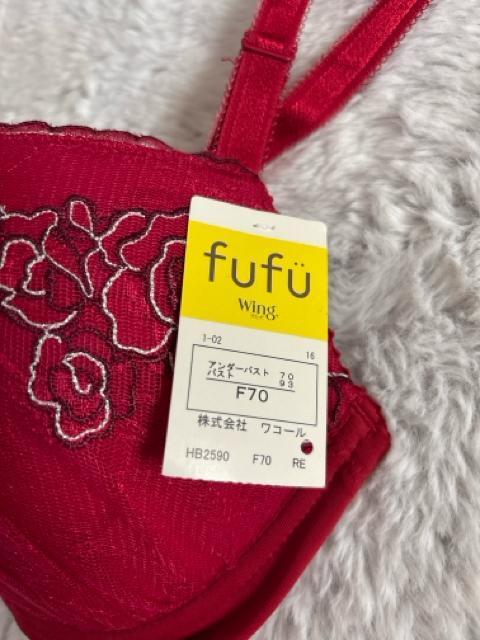 fufü
Wing.
1-02 16
アンダーバスト 70
バスト 93
F70
株式会社 ワコール
HB2590 F70 RE